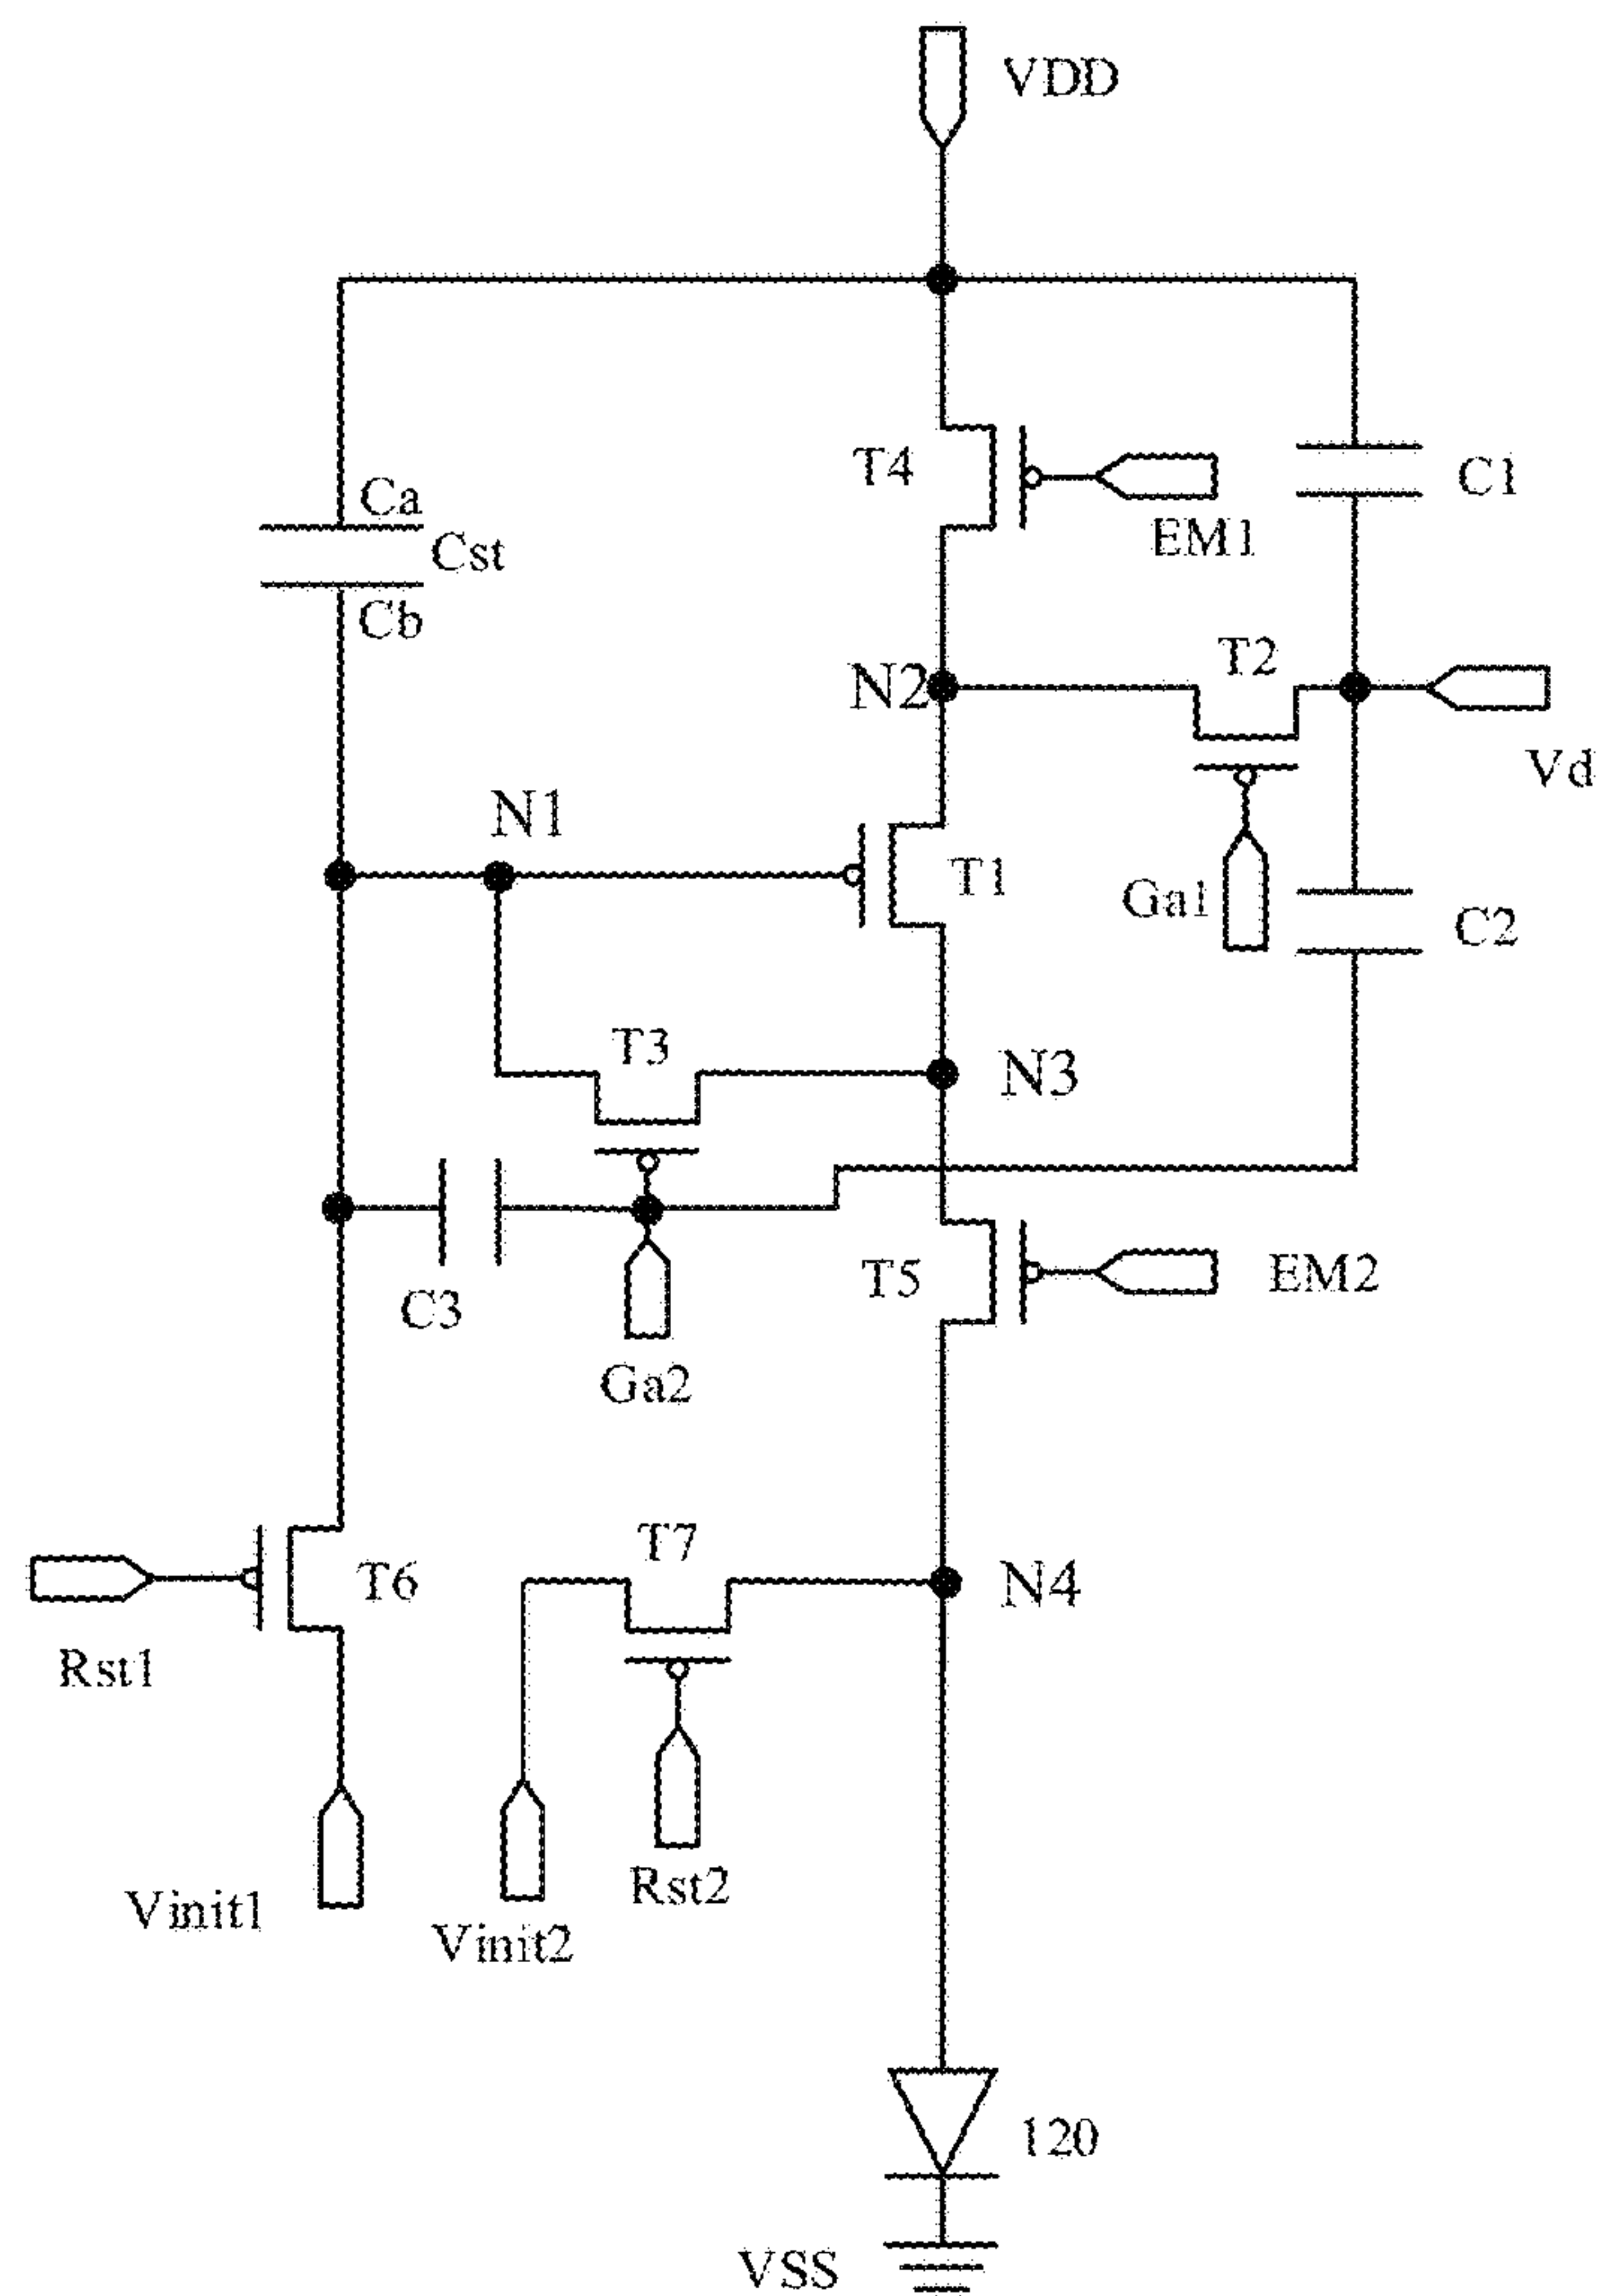 VDD
T4
C1
Ca
EM1
Cst
Cb
T2
N2
Vd
N1
T1
Ga1
C2
T3
N3
T5
EM2
C3
Ga2
T7
T6
N4
Rst1
Rst2
Vinit1
Vinit2
120
VSS